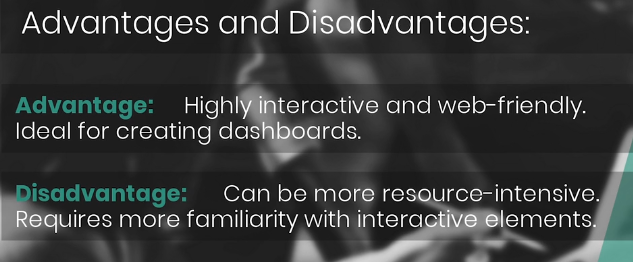 Advantages and Disadvantages:
Advantage: Highly interactive and web-friendly.
Ideal for creating dashboards.
Disadvantage: Can be more resource-intensive.
Requires more familiarity with interactive elements.